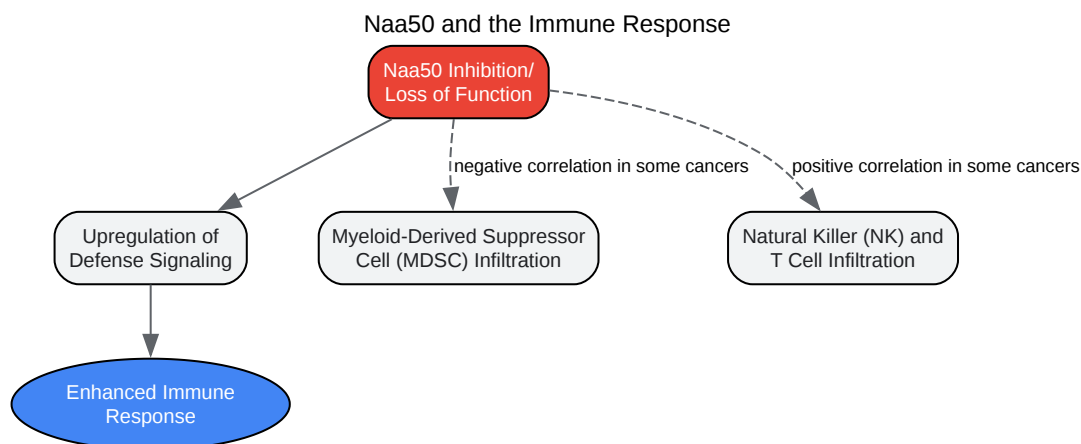 Naa50 and the Immune Response
Naa50 Inhibition/
Loss of Function
negative correlation in some cancers
positive correlation in some cancers
Upregulation of
Defense Signaling
Myeloid-Derived Suppressor
Cell (MDSC) Infiltration
Natural Killer (NK) and
T Cell Infiltration
Enhanced Immune
Response